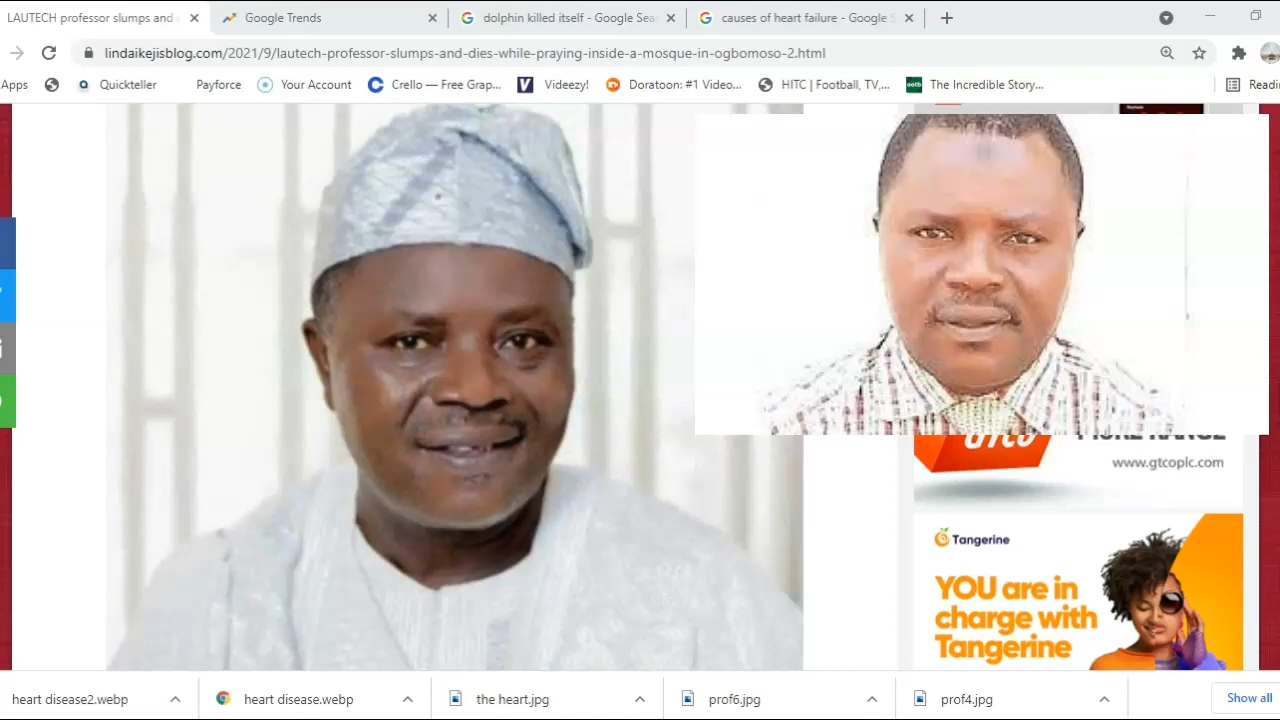 LAUTECH professor slumps and
Google Trends
dolphin killed itself - Google Sea
causes of heart failure - Google S
lindaikejisblog.com/2021/9/lautech-professor-slumps-and-dies-while-praying-inside-a-mosque-in-ogbomoso-2.html
Apps
Quickteller
Payforce
Your Account
Crello — Free Grap...
Videezy!
Doratoon: #1 Video...
HITC | Football, TV,...
The Incredible Story...
Readi
MORE RANGE
www.gtcoplc.com
Tangerine
YOU are in
charge with
Tangerine
heart disease2.webp
heart disease.webp
the heart.jpg
prof6.jpg
prof4.jpg
Show all